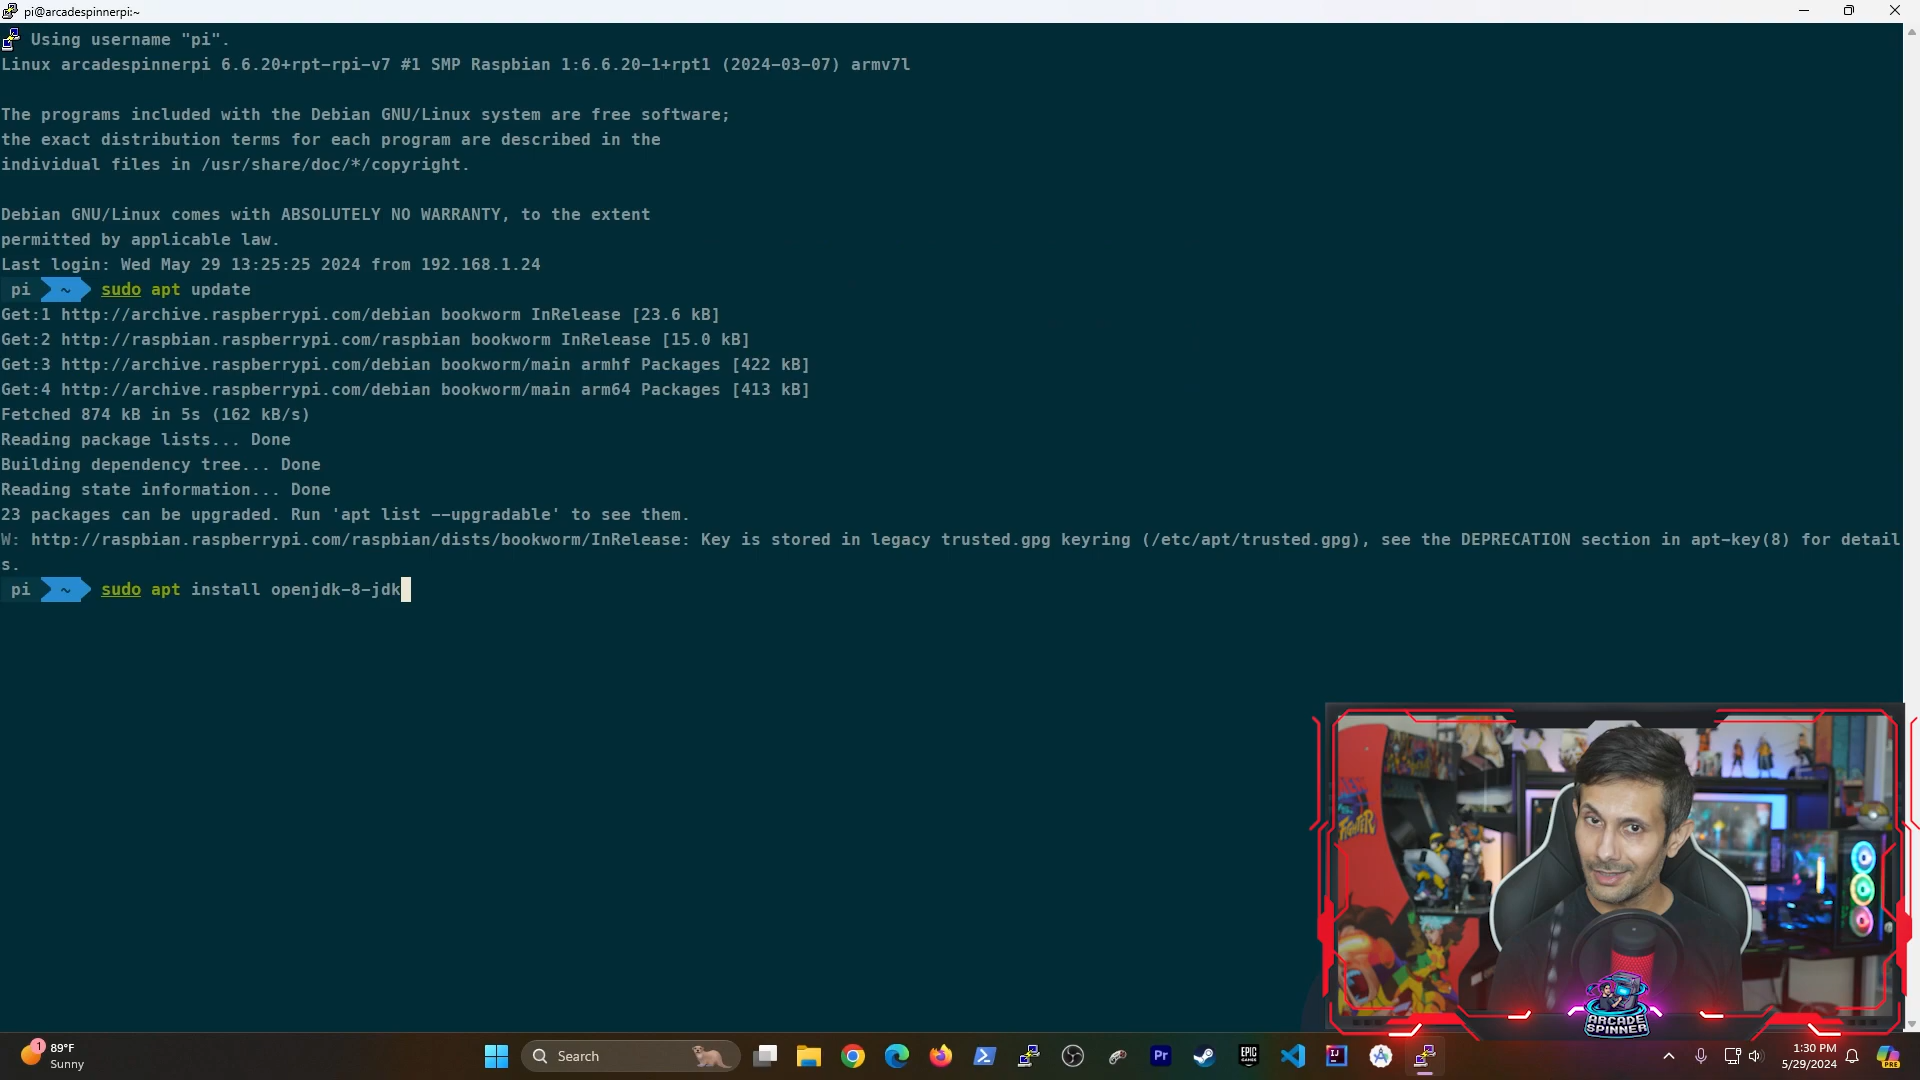 pi@arcadespinnerpi:~
Using username "pi".
Linux arcadespinnerpi 6.6.20+rpt-rpi-v7 #1 SMP Raspbian 1:6.6.20-1+rpt1 (2024-03-07) armv7l
The programs included with the Debian GNU/Linux system are free software;
the exact distribution terms for each program are described in the
individual files in /usr/share/doc/*/copyright.
Debian GNU/Linux comes with ABSOLUTELY NO WARRANTY, to the extent
permitted by applicable law.
Last login: Wed May 29 13:25:25 2024 from 192.168.1.24
pi ~ sudo apt update
Get:1 http://archive.raspberrypi.com/debian bookworm InRelease [23.6 kB]
Get:2 http://raspbian.raspberrypi.com/raspbian bookworm InRelease [15.0 kB]
Get:3 http://archive.raspberrypi.com/debian bookworm/main armhf Packages [422 kB]
Get:4 http://archive.raspberrypi.com/debian bookworm/main arm64 Packages [413 kB]
Fetched 874 kB in 5s (162 kB/s)
Reading package lists... Done
Building dependency tree... Done
Reading state information... Done
23 packages can be upgraded. Run 'apt list --upgradable' to see them.
W: http://raspbian.raspberrypi.com/raspbian/dists/bookworm/InRelease: Key is stored in legacy trusted.gpg keyring (/etc/apt/trusted.gpg), see the DEPRECATION section in apt-key(8) for detail
s.
pi ~ sudo apt install openjdk-8-jdk
FIGHTER
ARCADE
SPINNER
1
89°F
Sunny
Search
Pr
EPIC
GAMES
IJ
1:30 PM
5/29/2024
PRE